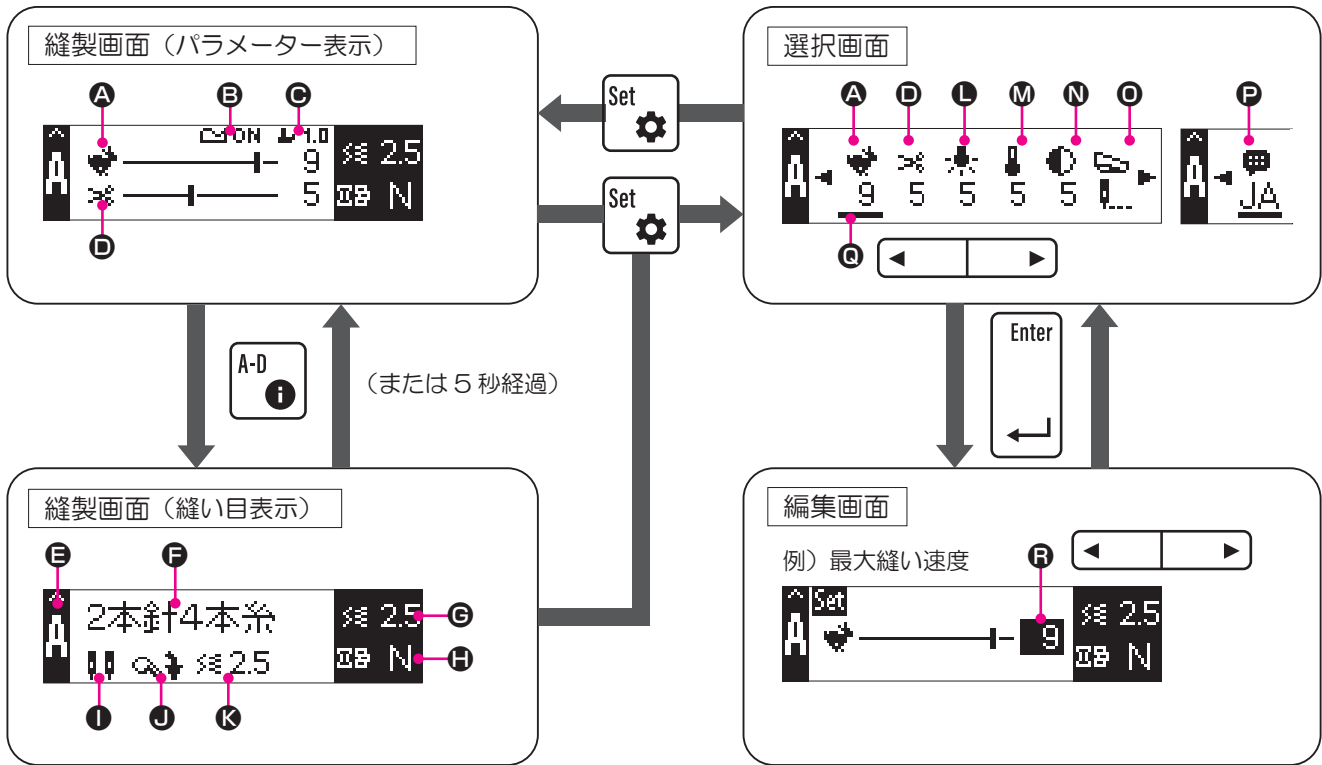 縫製画面（パラメーター表示）
A B C
ON 1.0
9 2.5
5 N
D
Set
Set
選択画面
A D L M N O P
A 9 5 5 5 5 A JA
Q
A-D
（または 5 秒経過）
Enter
縫製画面（縫い目表示）
E F
A 2本針4本糸 2.5 G
2.5 N H
I J K
編集画面
例）最大縫い速度 R
A Set 9 2.5
N